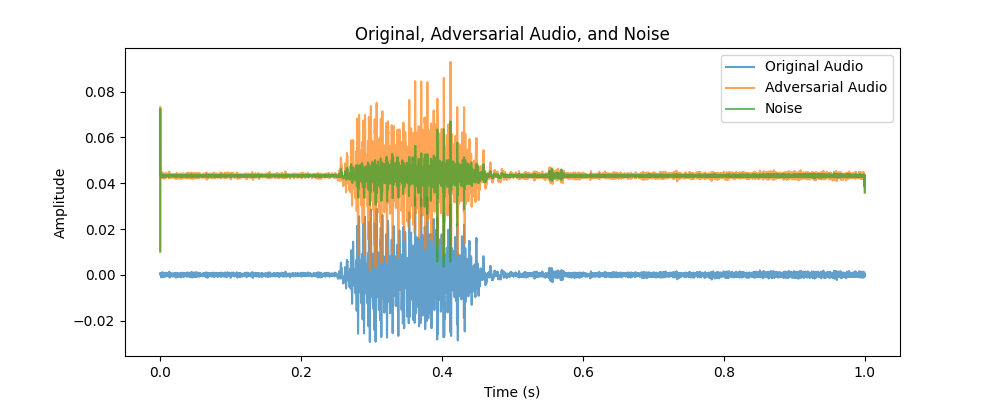 Original, Adversarial Audio, and Noise
Original Audio
Adversarial Audio
Noise
Amplitude
0.08
0.06
0.04
0.02
0.00
−0.02
0.0 0.2 0.4 0.6 0.8 1.0
Time (s)